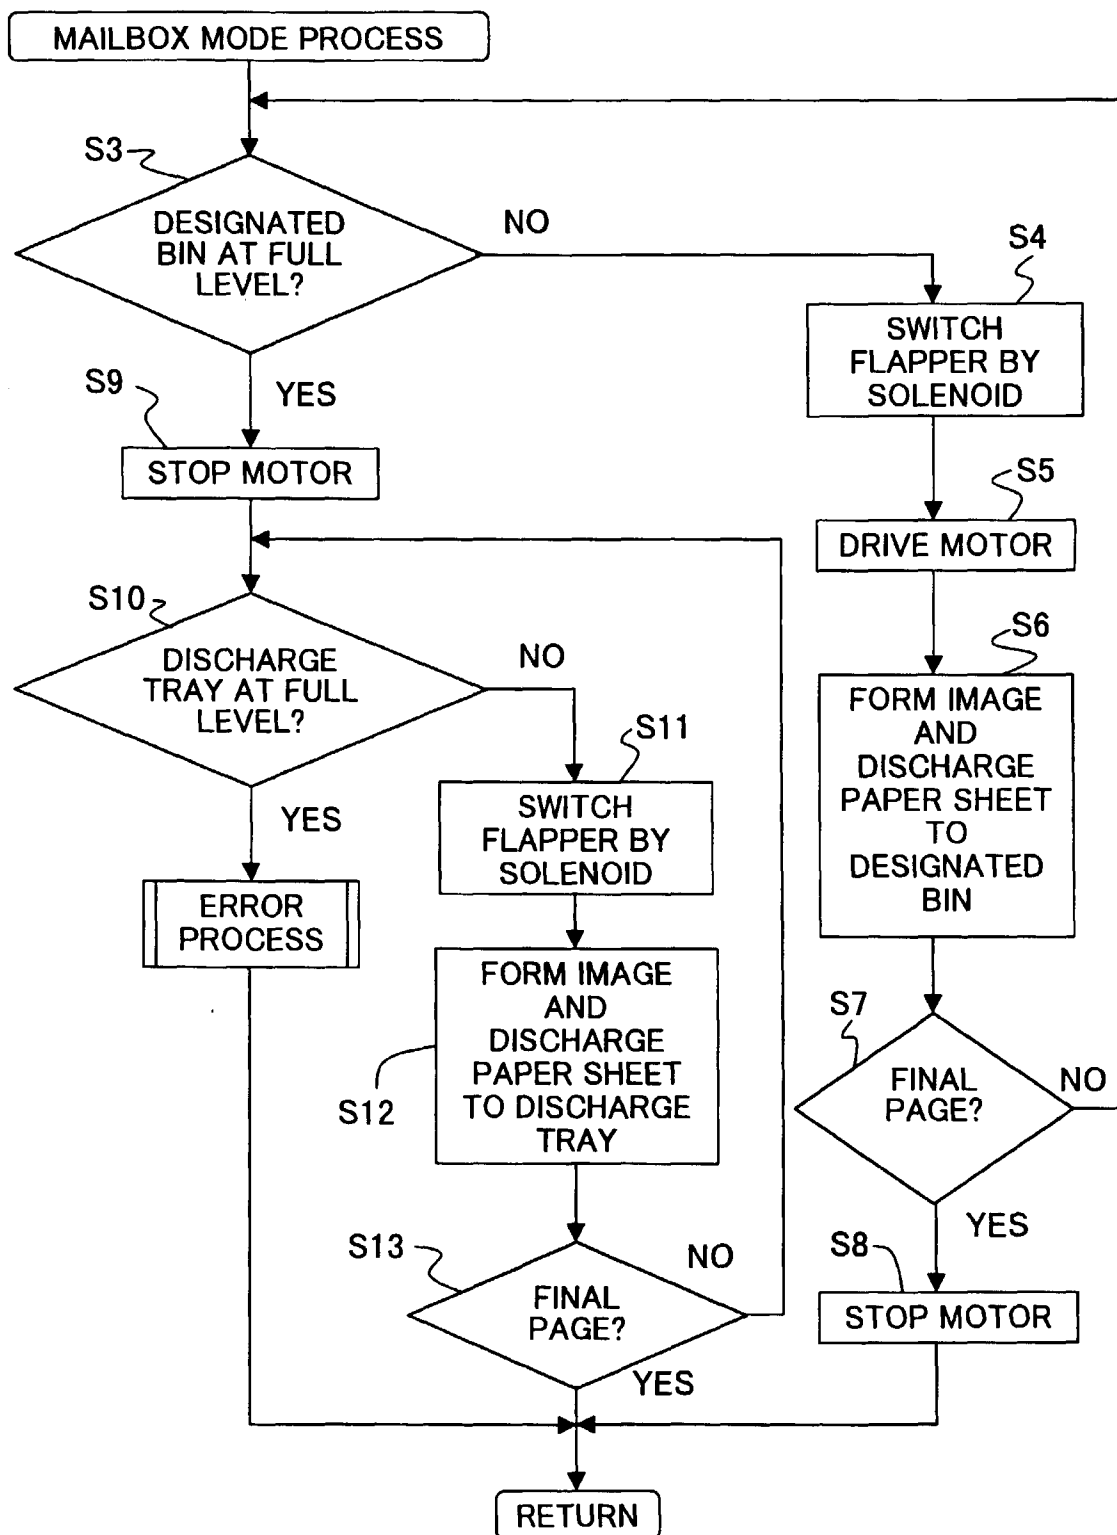 MAILBOX MODE PROCESS
S3
DESIGNATED
BIN AT FULL
LEVEL?
NO
YES
S4
SWITCH
FLAPPER BY
SOLENOID
S5
DRIVE MOTOR
S6
FORM IMAGE
AND
DISCHARGE
PAPER SHEET
TO
DESIGNATED
BIN
S7
FINAL
PAGE?
NO
YES
S8
STOP MOTOR
S9
STOP MOTOR
S10
DISCHARGE
TRAY AT FULL
LEVEL?
NO
YES
ERROR
PROCESS
S11
SWITCH
FLAPPER BY
SOLENOID
S12
FORM IMAGE
AND
DISCHARGE
PAPER SHEET
TO DISCHARGE
TRAY
S13
FINAL
PAGE?
NO
YES
RETURN